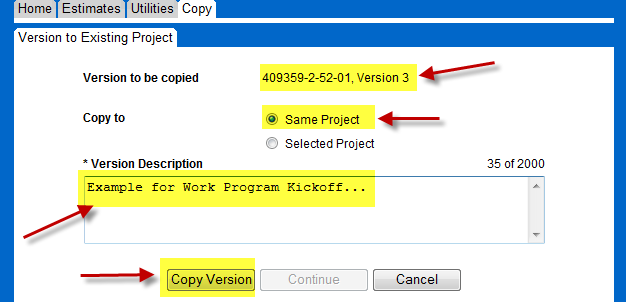 Home Estimates Utilities Copy
Version to Existing Project
Version to be copied 409359-2-52-01, Version 3
Copy to Same Project
Selected Project
* Version Description 35 of 2000
Example for Work Program Kickoff...
Copy Version Continue Cancel